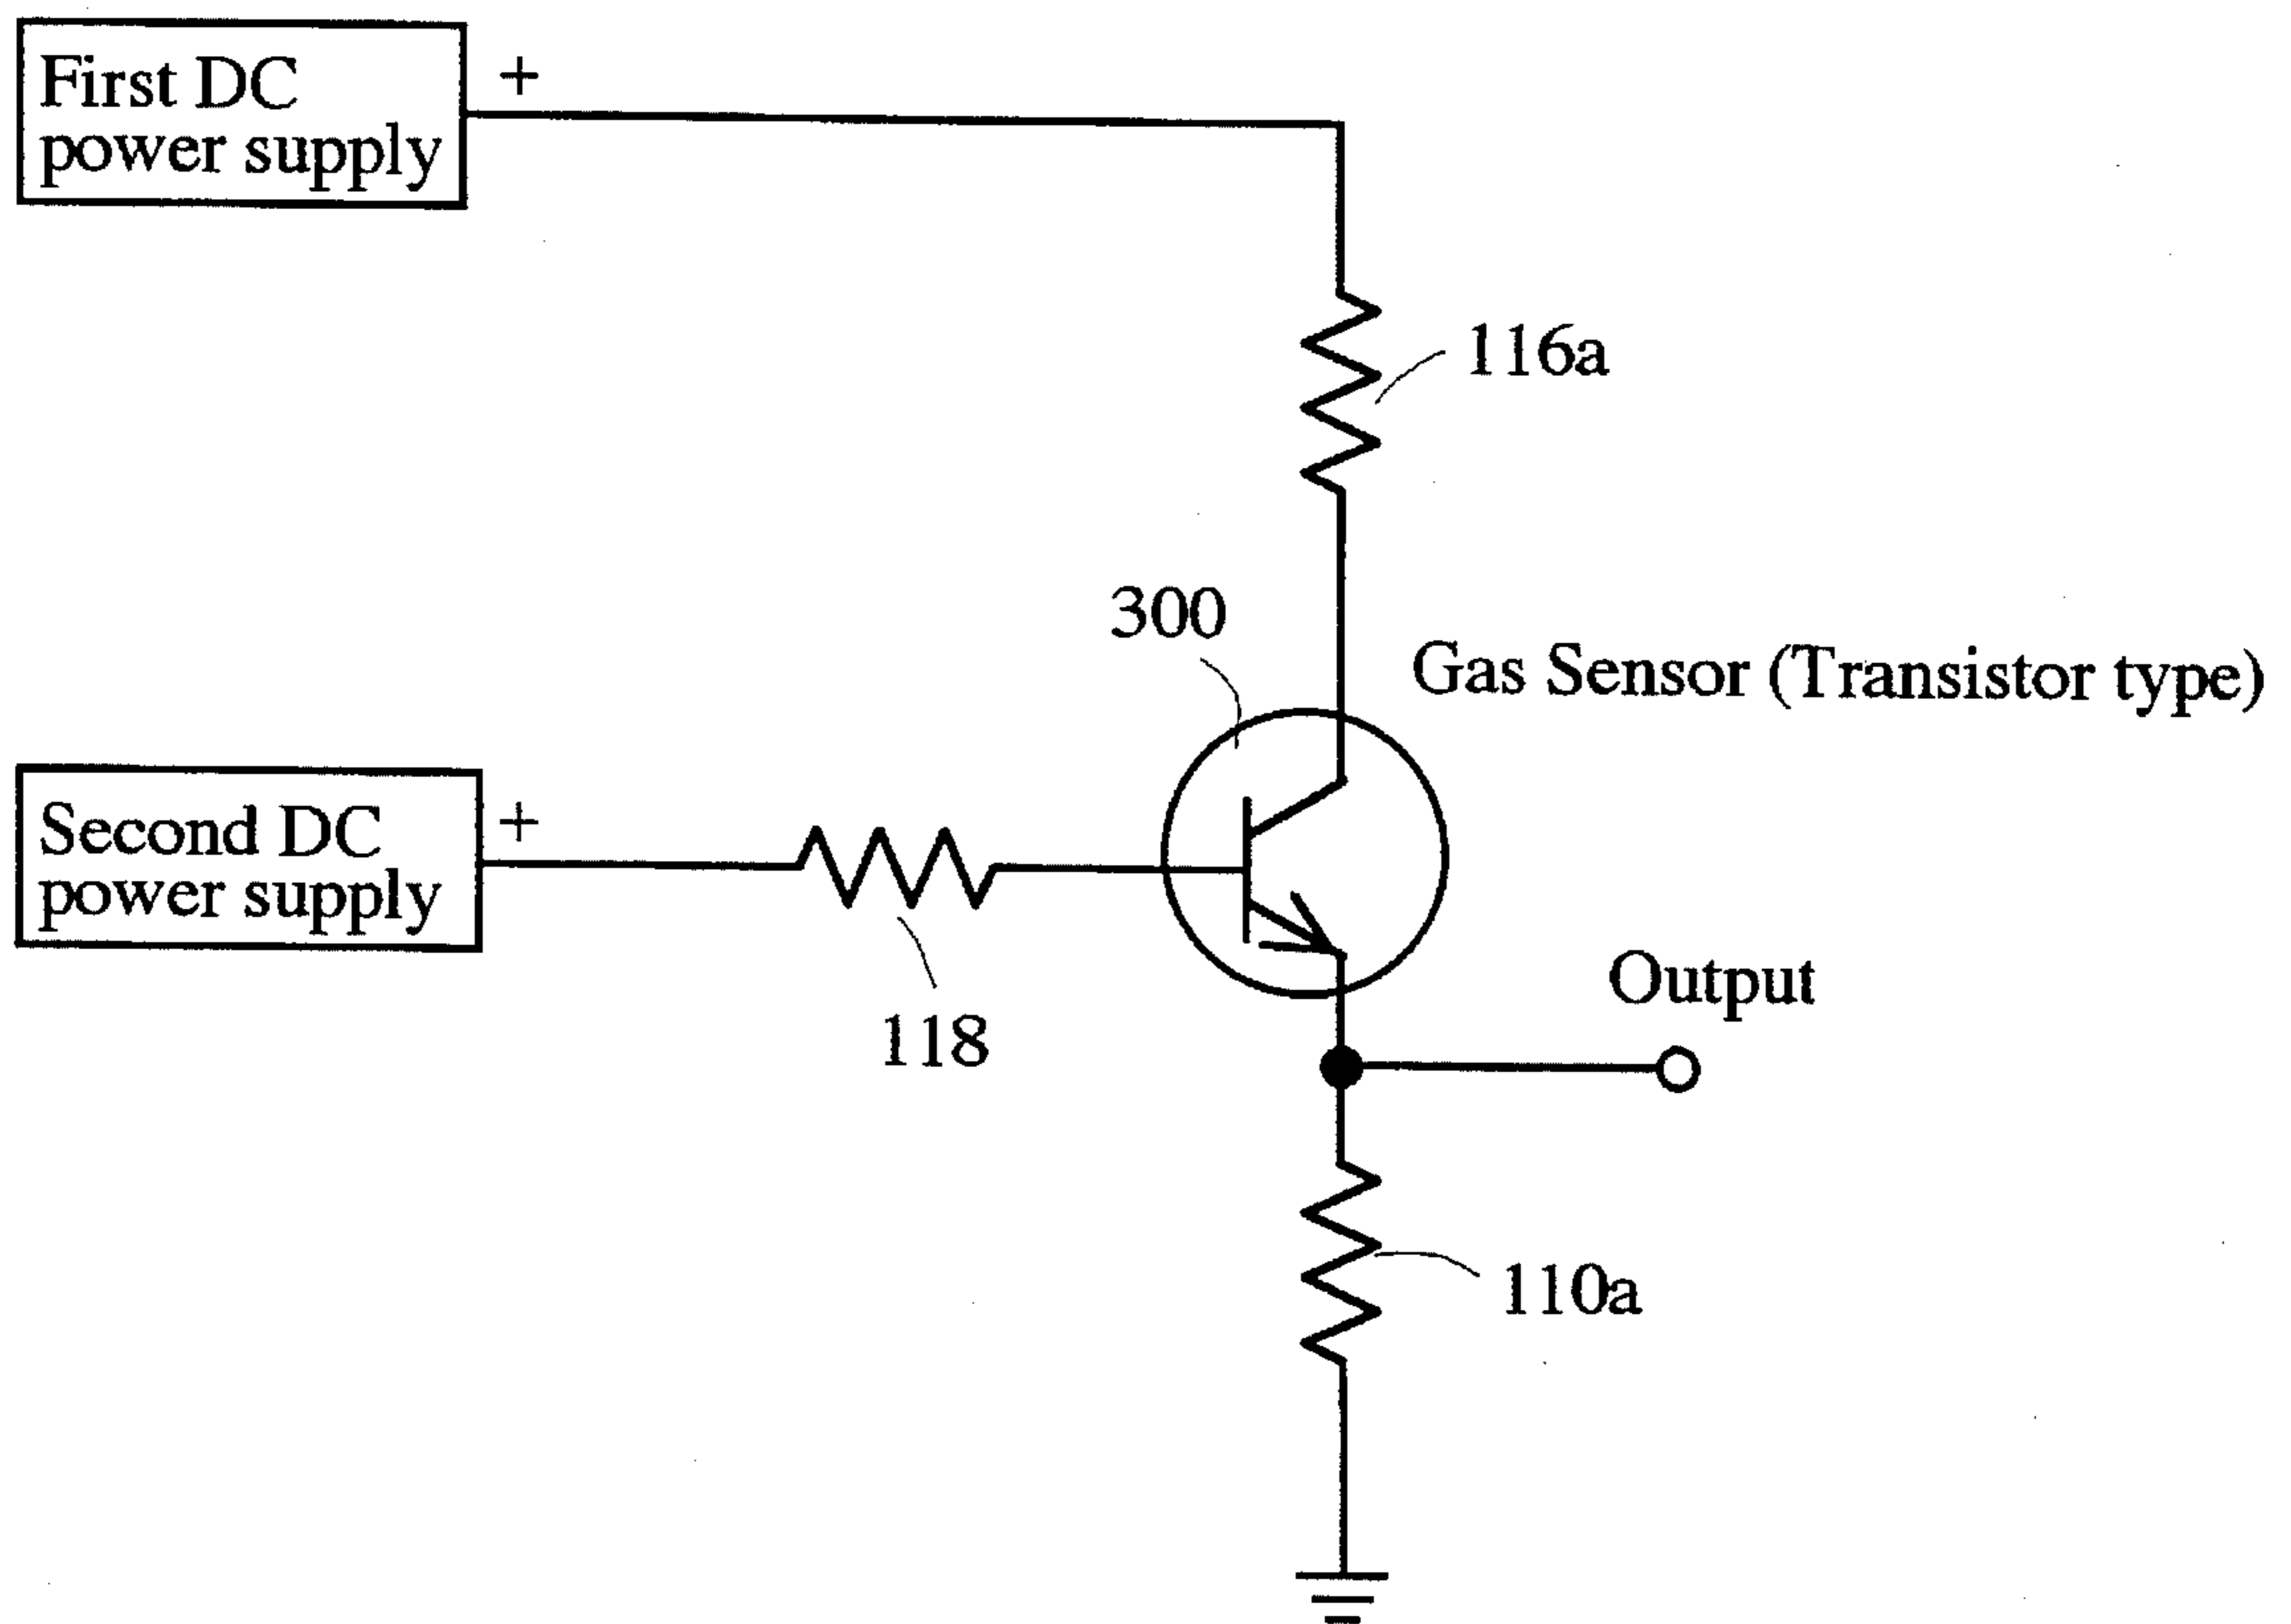 First DC
power supply
+
116a
300
Gas Sensor (Transistor type)
Second DC
power supply
+
118
Output
110a